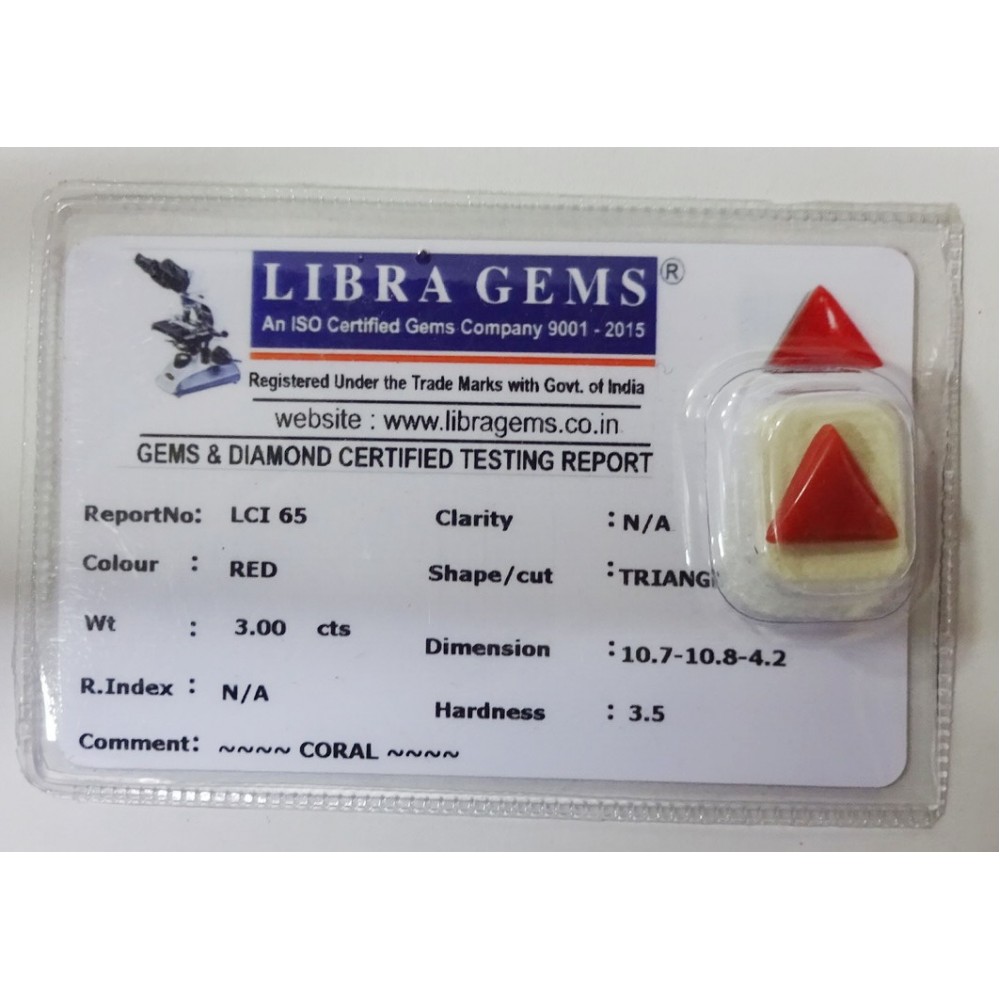 LIBRA GEMS ®
An ISO Certified Gems Company 9001 - 2015
Registered Under the Trade Marks with Govt. of India
website : www.libragems.co.in
GEMS & DIAMOND CERTIFIED TESTING REPORT
ReportNo: LCI 65 Clarity : N/A
Colour : RED Shape/cut :
Wt : 3.00 cts Dimension : 10.7-10.8-4.2
R.Index : N/A Hardness : 3.5
Comment: ~~~~ CORAL ~~~~